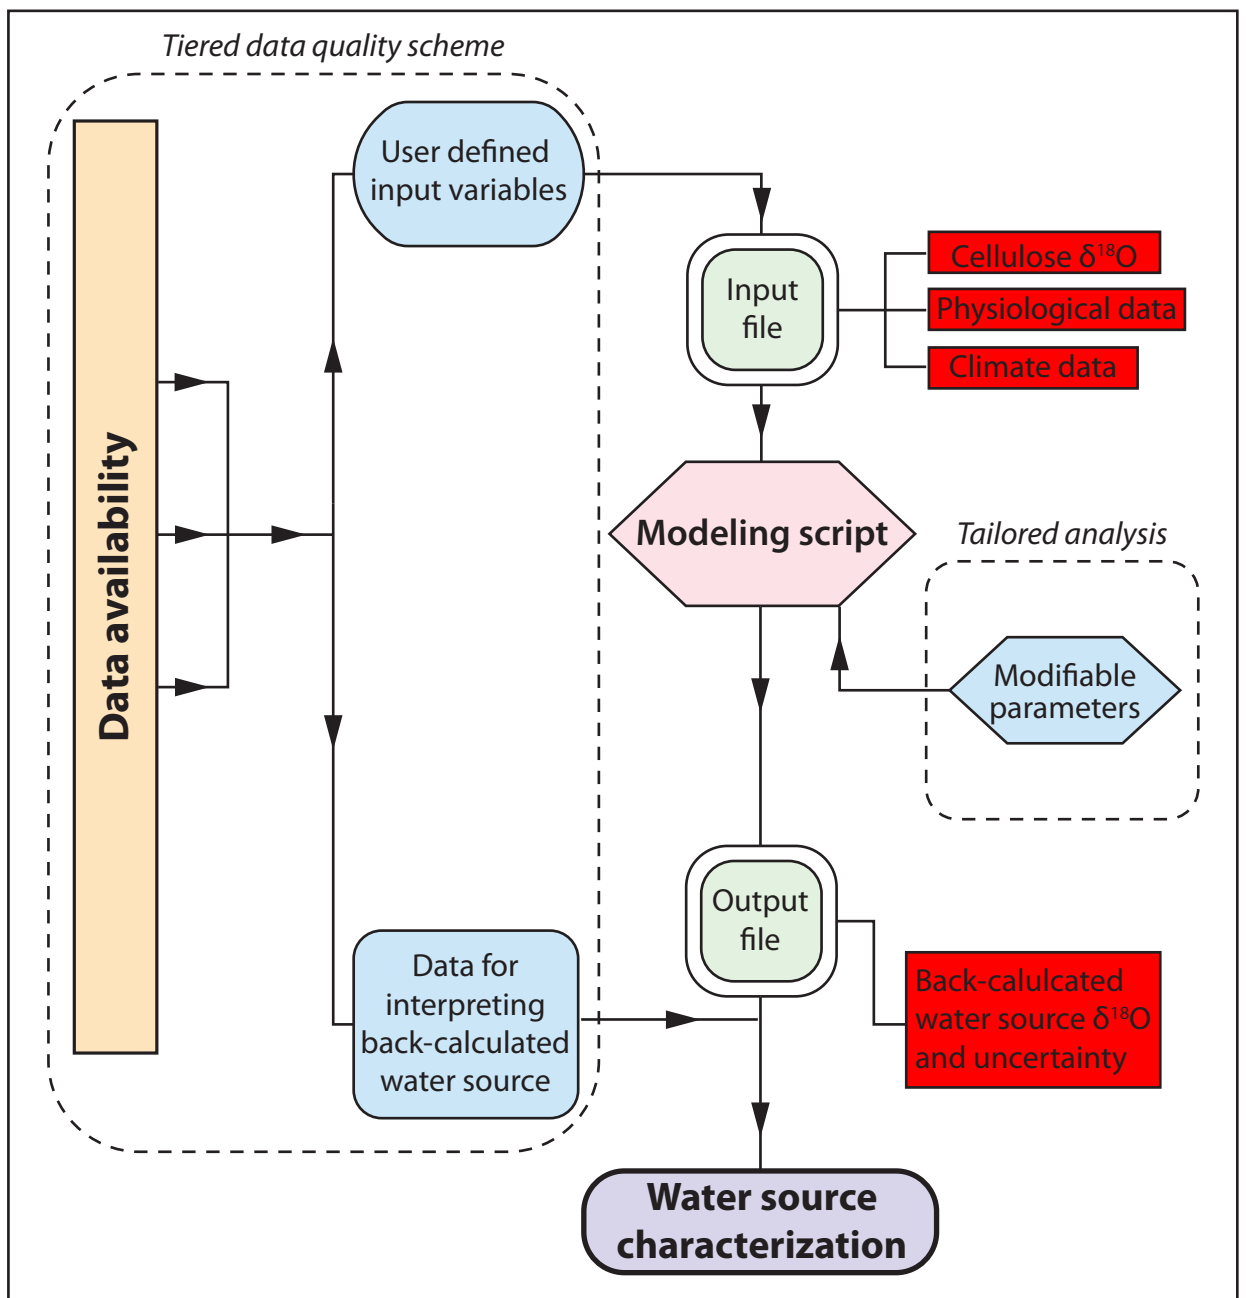 Tiered data quality scheme
User defined
input variables
Data availability
Input
file
Cellulose δ¹⁸O
Physiological data
Climate data
Modeling script
Tailored analysis
Modifiable
parameters
Output
file
Data for
interpreting
back-calculated
water source
Back-calulcated
water source δ¹⁸O
and uncertainty
Water source
characterization